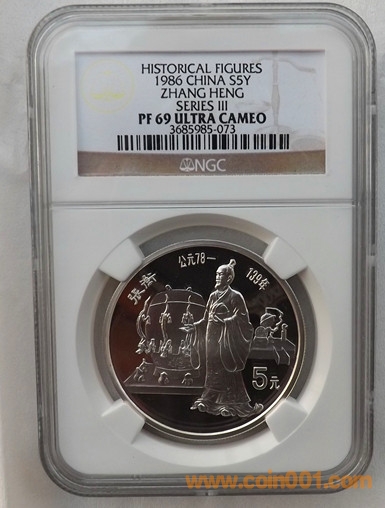 HISTORICAL FIGURES
1986 CHINA S5Y
ZHANG HENG
SERIES III
PF 69 ULTRA CAMEO
3685985-073
NGC
张衡
公元78—139年
5元
www.coin001.com